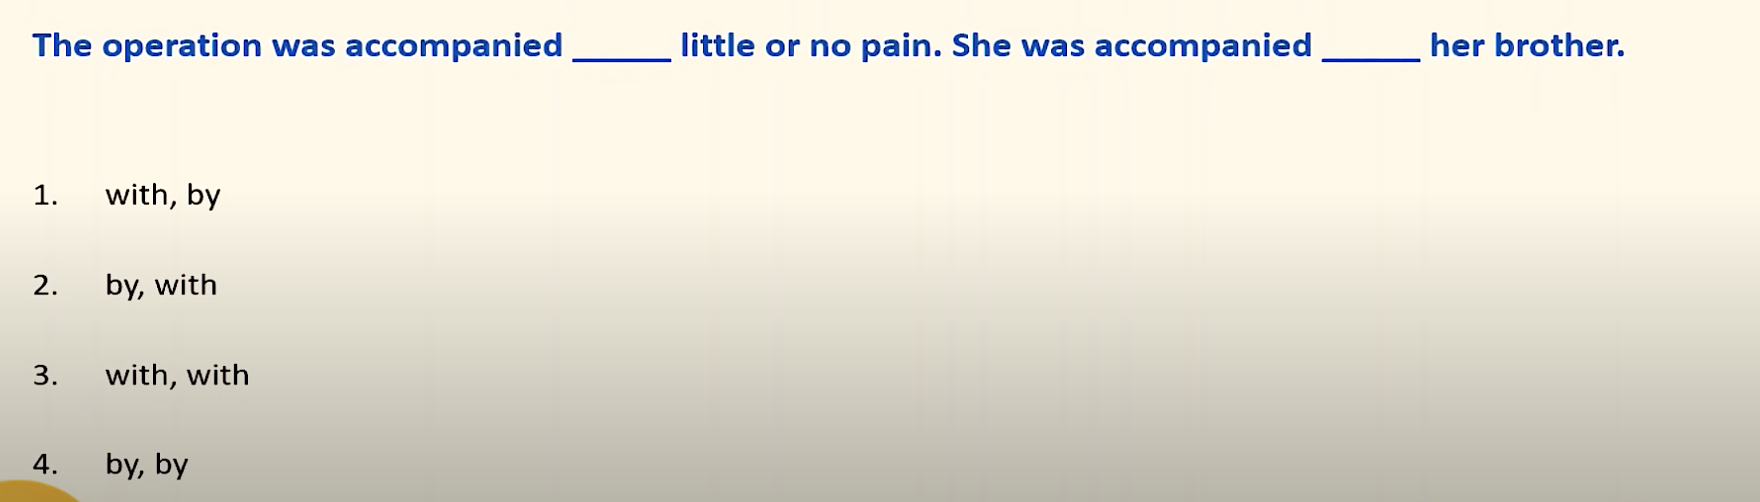 The operation was accompanied ______ little or no pain. She was accompanied ______ her brother.
1. with, by
2. by, with
3. with, with
4. by, by